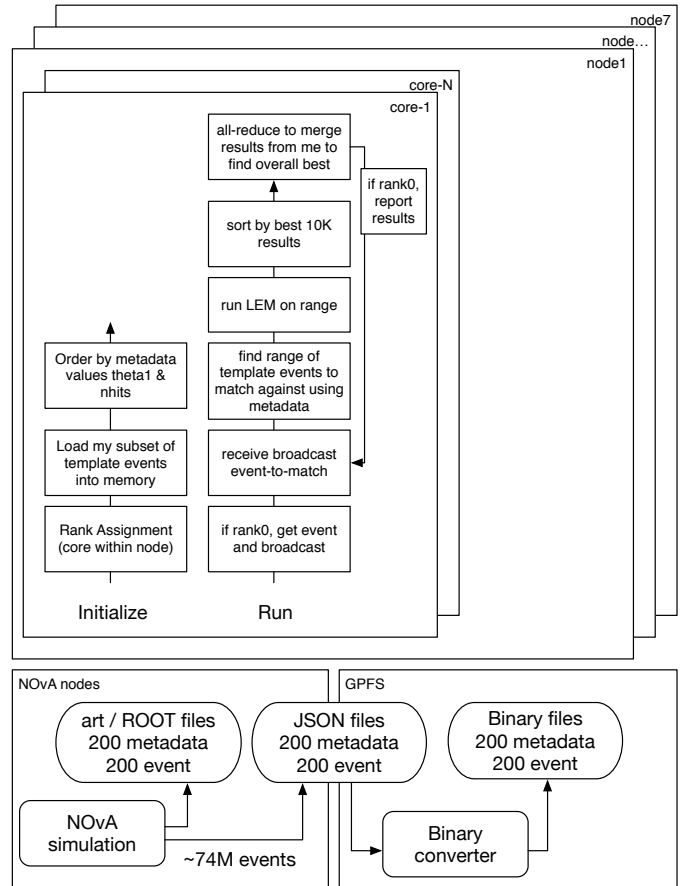 node7
node…
node1
core-N
core-1
all-reduce to merge
results from me to
find overall best
if rank0,
report
results
sort by best 10K
results
run LEM on range
find range of
template events to
match against using
metadata
receive broadcast
event-to-match
if rank0, get event
and broadcast
Run
Order by metadata
values theta1 &
nhits
Load my subset of
template events
into memory
Rank Assignment
(core within node)
Initialize
NOvA nodes
art / ROOT files
200 metadata
200 event
JSON files
200 metadata
200 event
NOvA
simulation
~74M events
GPFS
Binary files
200 metadata
200 event
Binary
converter